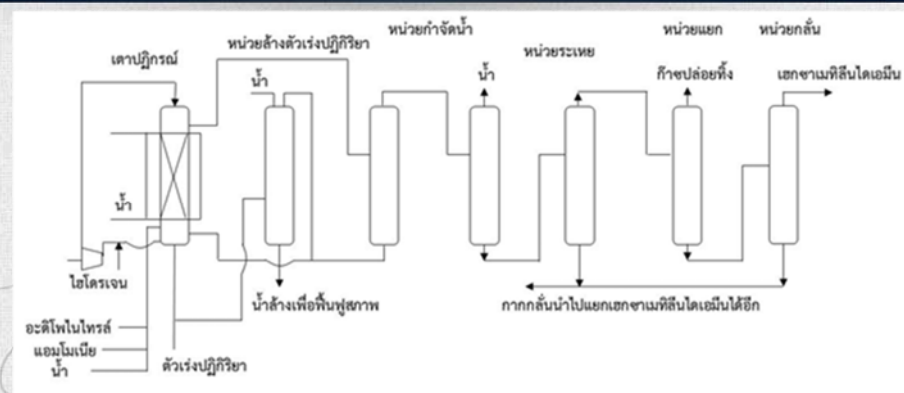 เตาปฏิกรณ์
หน่วยล้างตัวเร่งปฏิกิริยา
หน่วยกำจัดน้ำ
หน่วยระเหย
หน่วยแยก
หน่วยกลั่น
น้ำ
น้ำ
ก๊าซปล่อยทิ้ง
เฮกซาเมทิลีนไดเอมีน
น้ำ
ไฮโดรเจน
น้ำล้างเพื่อฟื้นฟูสภาพ
กากกลั่นนำไปแยกเฮกซาเมทิลีนไดเอมีนได้อีก
อะดิโพไนไทรล์
แอมโมเนีย
น้ำ
ตัวเร่งปฏิกิริยา